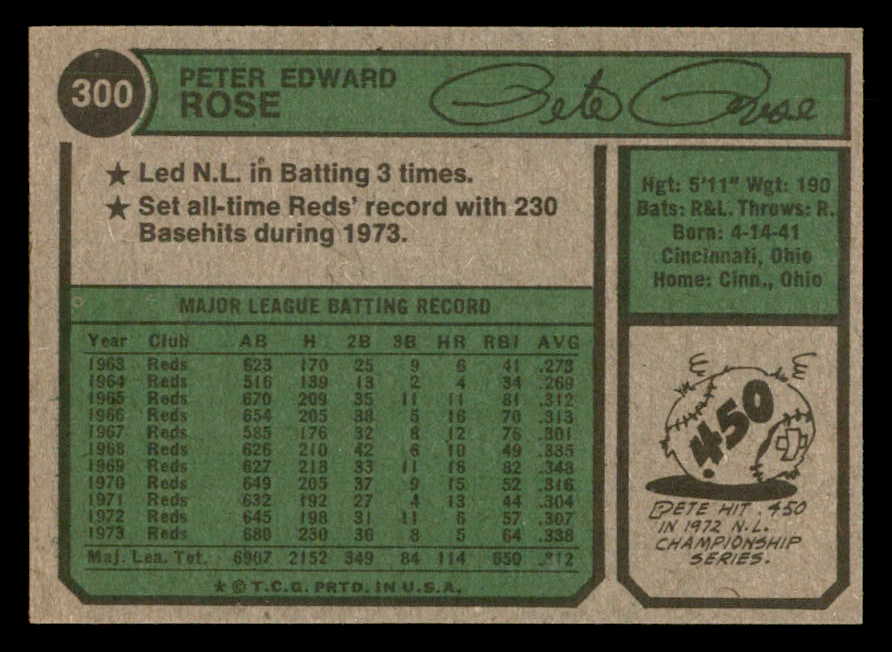 300
PETER EDWARD
ROSE
Pete Rose
★ Led N.L. in Batting 3 times.
★ Set all-time Reds' record with 230
Basehits during 1973.
Hgt: 5'11" Wgt: 190
Bats: R&L. Throws: R.
Born: 4-14-41
Cincinnati, Ohio
Home: Cinn., Ohio
MAJOR LEAGUE BATTING RECORD
Year Club AB H 2B 3B HR RBI AVG
1963 Reds 623 170 25 9 6 41 .273
1964 Reds 516 139 13 2 4 34 .269
1965 Reds 670 209 35 11 11 81 .312
1966 Reds 654 205 38 5 16 70 .313
1967 Reds 585 176 32 8 12 76 .301
1968 Reds 626 210 42 6 10 49 .335
1969 Reds 627 218 33 11 16 82 .348
1970 Reds 649 205 37 9 15 52 .316
1971 Reds 632 192 27 4 13 44 .304
1972 Reds 645 198 31 11 6 57 .307
1973 Reds 680 230 36 8 5 64 .338
Maj. Lea. Tot. 6907 2152 349 84 114 650 .312
★ © T.C.G. PRTD. IN U.S.A.
.450
PETE HIT .450
IN 1972 N.L.
CHAMPIONSHIP
SERIES.